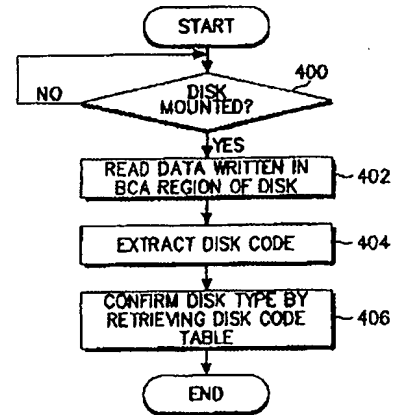 START
400
DISK
MOUNTED?
NO
YES
READ DATA WRITTEN IN
BCA REGION OF DISK
402
EXTRACT DISK CODE
404
CONFIRM DISK TYPE BY
RETRIEVING DISK CODE
TABLE
406
END